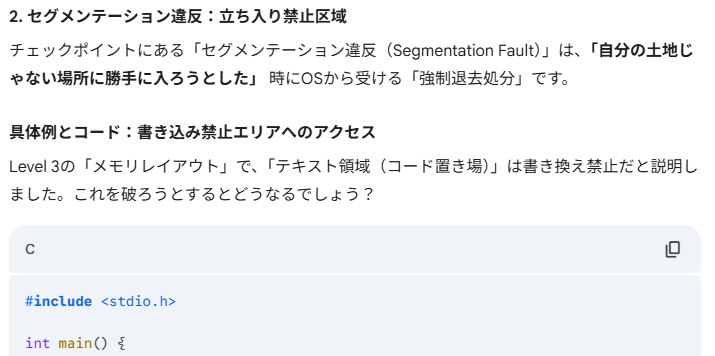 2. セグメンテーション違反：立ち入り禁止区域
チェックポイントにある「セグメンテーション違反（Segmentation Fault）」は、「自分の土地じ
ゃない場所に勝手に入ろうとした」 時にOSから受ける「強制退去処分」です。
具体例とコード：書き込み禁止エリアへのアクセス
Level 3の「メモリレイアウト」で、「テキスト領域（コード置き場）」は書き換え禁止だと説明し
ました。これを破ろうとするとどうなるでしょう？
C
#include <stdio.h>
int main() {